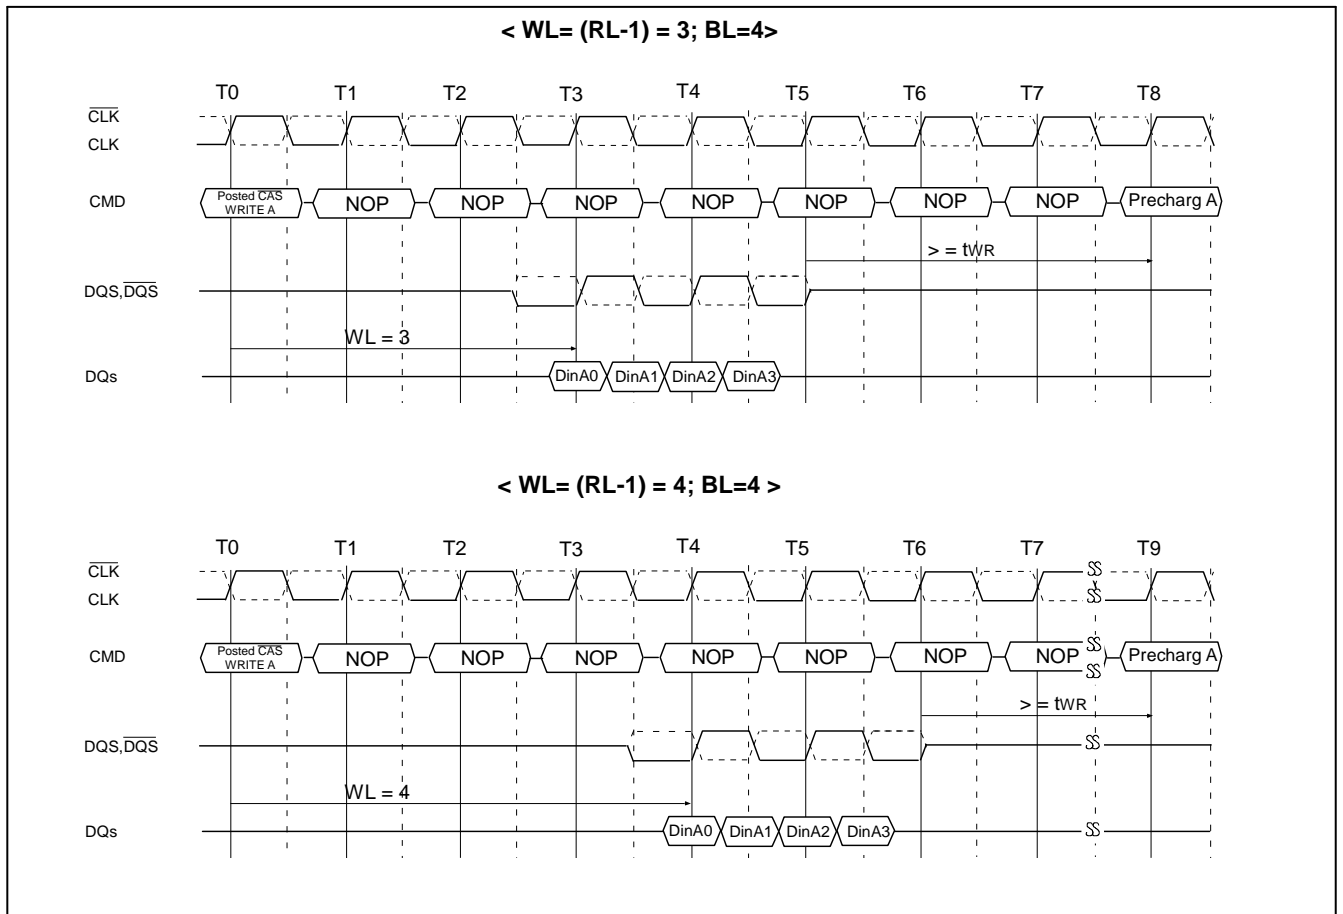 < WL= (RL-1) = 3; BL=4>
T0 T1 T2 T3 T4 T5 T6 T7 T8
CLK
CLK
CMD Posted CAS WRITE A NOP NOP NOP NOP NOP NOP NOP Precharg A
> = tWR
DQS,DQS
WL = 3
DQs DinA0 DinA1 DinA2 DinA3
< WL= (RL-1) = 4; BL=4 >
T0 T1 T2 T3 T4 T5 T6 T7 T9
CLK
CLK
CMD Posted CAS WRITE A NOP NOP NOP NOP NOP NOP NOP Precharg A
> = tWR
DQS,DQS
WL = 4
DQs DinA0 DinA1 DinA2 DinA3